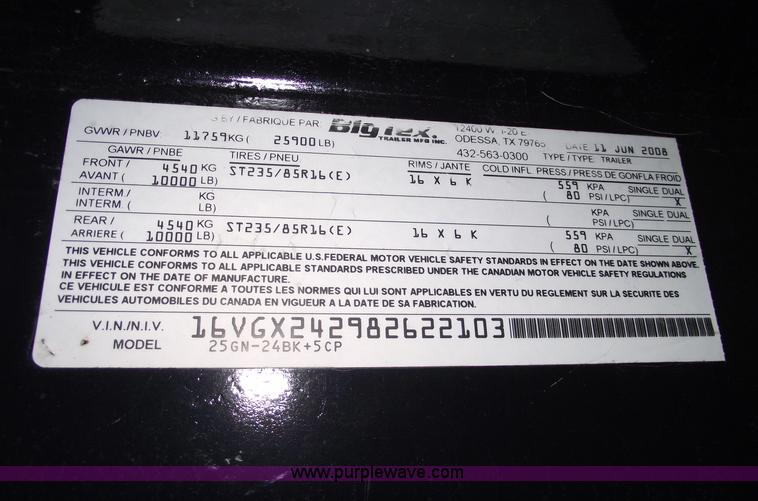 BY / FABRIQUE PAR Big Tex. 12400 W. I-20 E
TRAILER MFG INC. ODESSA, TX 79765 DATE 11 JUN 2008
GVWR / PNBV 11759KG ( 25900LB) 432-563-0300 TYPE / TYPE: TRAILER
GAWR / PNBE TIRES / PNEU RIMS / JANTE COLD INFL. PRESS / PRESS DE GONFLA FROID
FRONT / 4540 KG ST235/85R16(E) 16 X 6 K 559 KPA SINGLE DUAL
AVANT ( 10000 LB) ( 80 PSI / LPC) X
INTERM. / KG KPA SINGLE DUAL
INTERM. ( LB) ( PSI / LPC)
REAR / 4540 KG ST235/85R16(E) 16 X 6 K 559 KPA SINGLE DUAL
ARRIERE ( 10000 LB) ( 80 PSI / LPC) X
THIS VEHICLE CONFORMS TO ALL APPLICABLE U.S.FEDERAL MOTOR VEHICLE SAFETY STANDARDS IN EFFECT ON THE DATE SHOWN ABOVE.
THIS VEHICLE CONFORMS TO ALL APPLICABLE STANDARDS PRESCRIBED UNDER THE CANADIAN MOTOR VEHICLE SAFETY REGULATIONS
IN EFFECT ON THE DATE OF MANUFACTURE.
CE VEHICULE EST CONFORME A TOUTES LES NORMES QUI LUI SONT APPLICABLES EN VERTU DU REGLEMENT SUR LA SECURITE DES
VEHICULES AUTOMOBILES DU CANADA EN VIGUEUR A LA DATE DE SA FABRICATION.
V.I.N./N.I.V. 16VGX242982622103
MODEL 25GN-24BK+5CP
www.purplewave.com